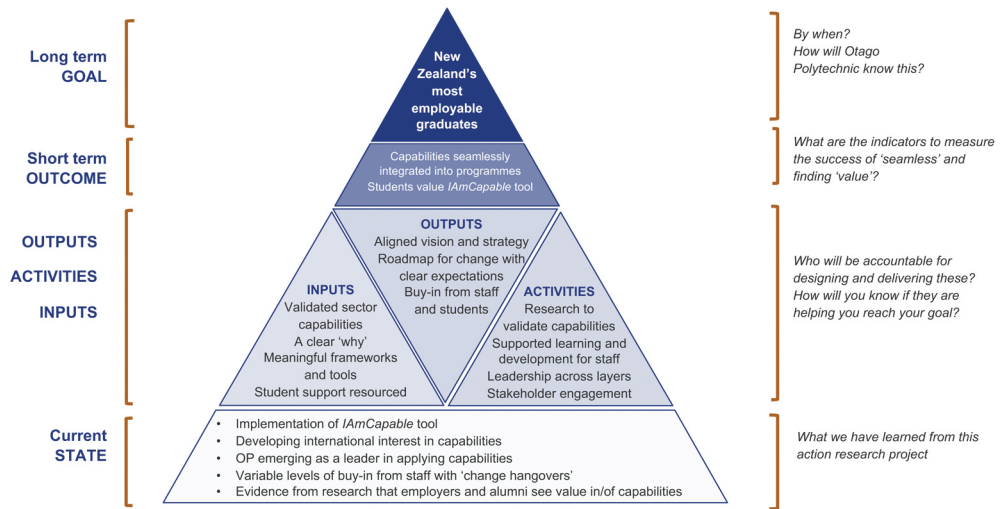 Long term
GOAL
New
Zealand's
most
employable
graduates
By when?
How will Otago
Polytechnic know this?
Short term
OUTCOME
Capabilities seamlessly
integrated into programmes
Students value IAmCapable tool
What are the indicators to measure
the success of 'seamless' and
finding 'value'?
OUTPUTS
ACTIVITIES
INPUTS
OUTPUTS
Aligned vision and strategy
Roadmap for change with
clear expectations
Buy-in from staff
and students
INPUTS
Validated sector
capabilities
A clear 'why'
Meaningful frameworks
and tools
Student support resourced
ACTIVITIES
Research to
validate capabilities
Supported learning and
development for staff
Leadership across layers
Stakeholder engagement
Who will be accountable for
designing and delivering these?
How will you know if they are
helping you reach your goal?
Current
STATE
• Implementation of IAmCapable tool
• Developing international interest in capabilities
• OP emerging as a leader in applying capabilities
• Variable levels of buy-in from staff with 'change hangovers'
• Evidence from research that employers and alumni see value in/of capabilities
What we have learned from this
action research project